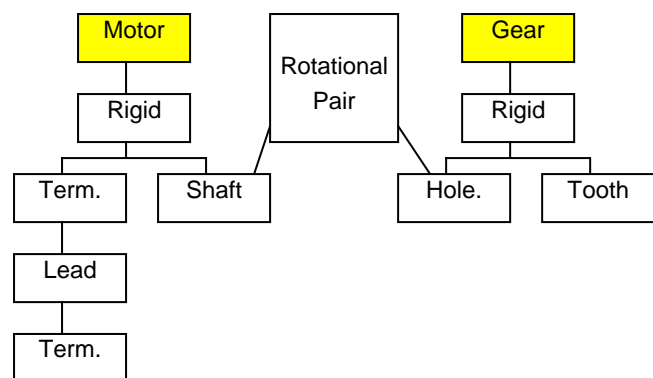 Motor
Rotational
Pair
Gear
Rigid
Rigid
Term.
Shaft
Hole.
Tooth
Lead
Term.